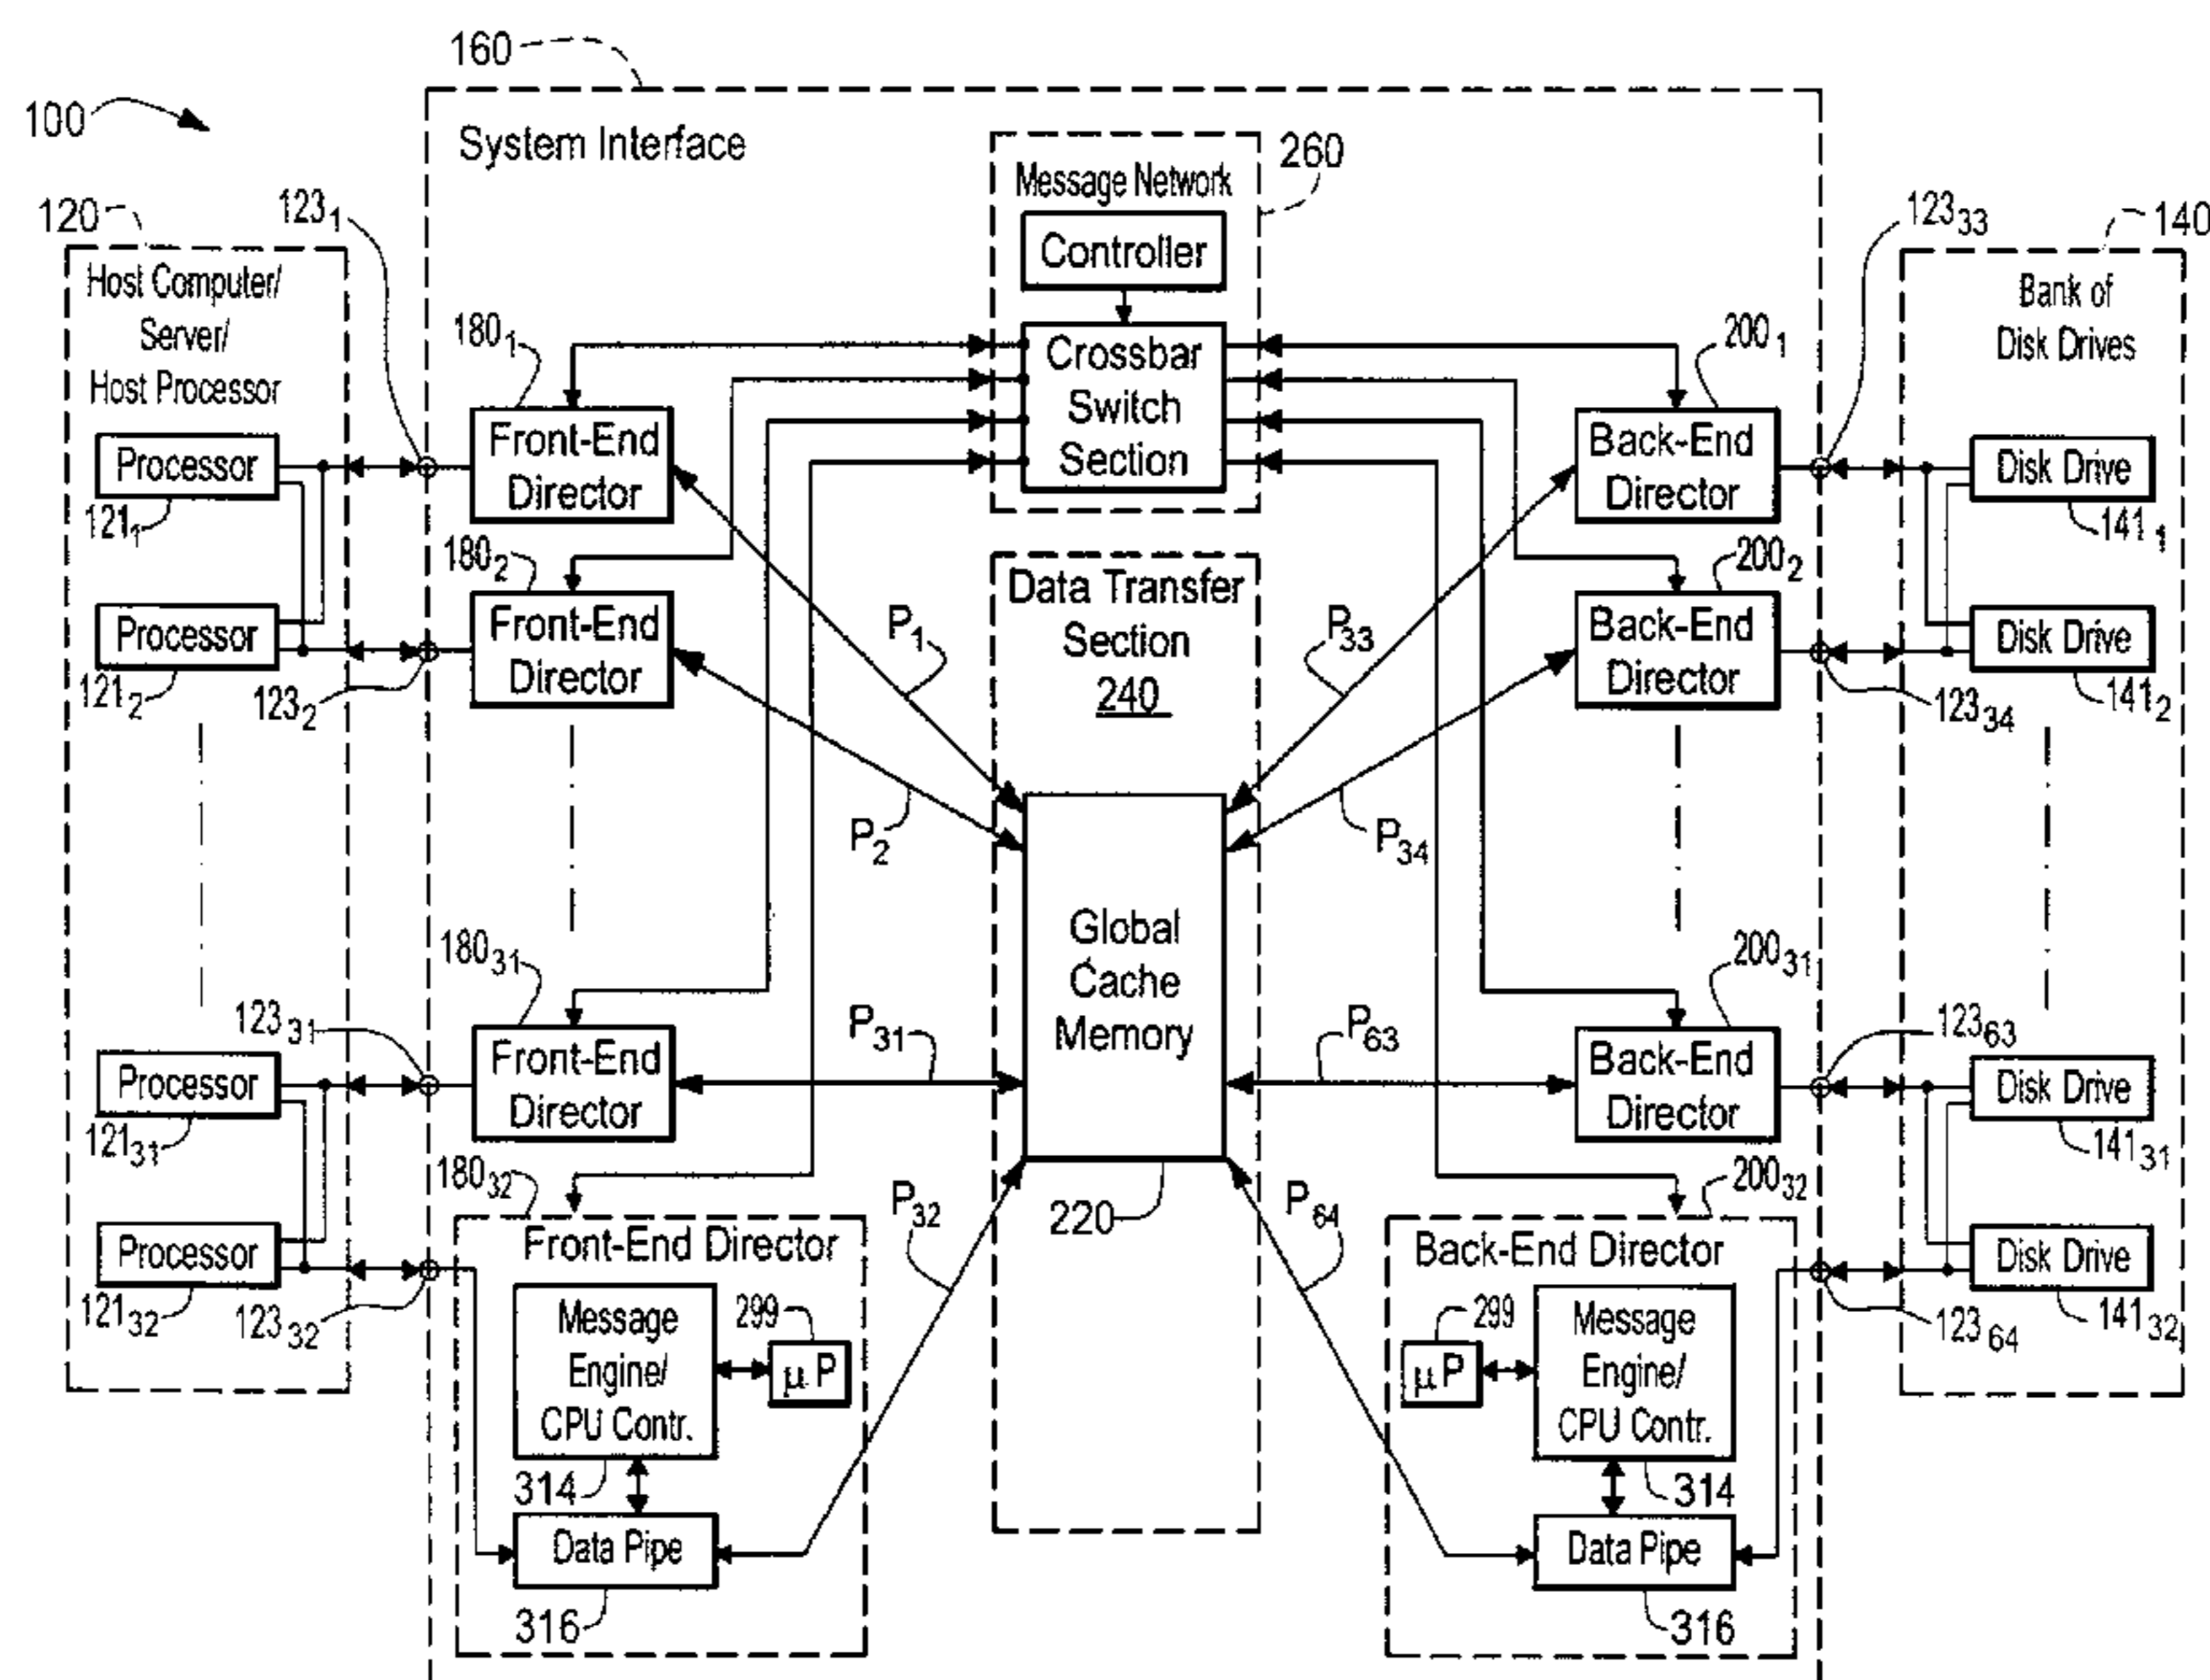 160
100
System Interface
260
Message Network
Controller
Crossbar
Switch
Section
120
Host Computer/
Server/
Host Processor
123₁
180₁
Front-End
Director
Processor
121₁
180₂
Front-End
Director
Processor
121₂
123₂
200₁
Back-End
Director
123₃₃
140
Bank of
Disk Drives
Disk Drive
141₁
200₂
Back-End
Director
123₃₄
Disk Drive
141₂
Data Transfer
Section
240
P₁
P₂
P₃₃
P₃₄
Global
Cache
Memory
220
180₃₁
123₃₁
Front-End
Director
Processor
121₃₁
P₃₁
P₆₃
200₃₁
Back-End
Director
123₆₃
Disk Drive
141₃₁
180₃₂
Processor
121₃₂
123₃₂
P₃₂
Front-End Director
Message
Engine/
CPU Contr.
299
μP
314
Data Pipe
316
P₆₄
200₃₂
Back-End Director
299
μP
Message
Engine/
CPU Contr.
314
Data Pipe
316
123₆₄
Disk Drive
141₃₂